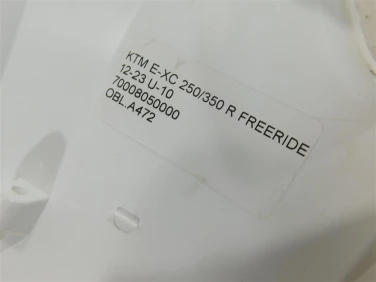 KTM E-XC 250/350 R FREERIDE
12-23 U-10
70008050000
OBL.A472